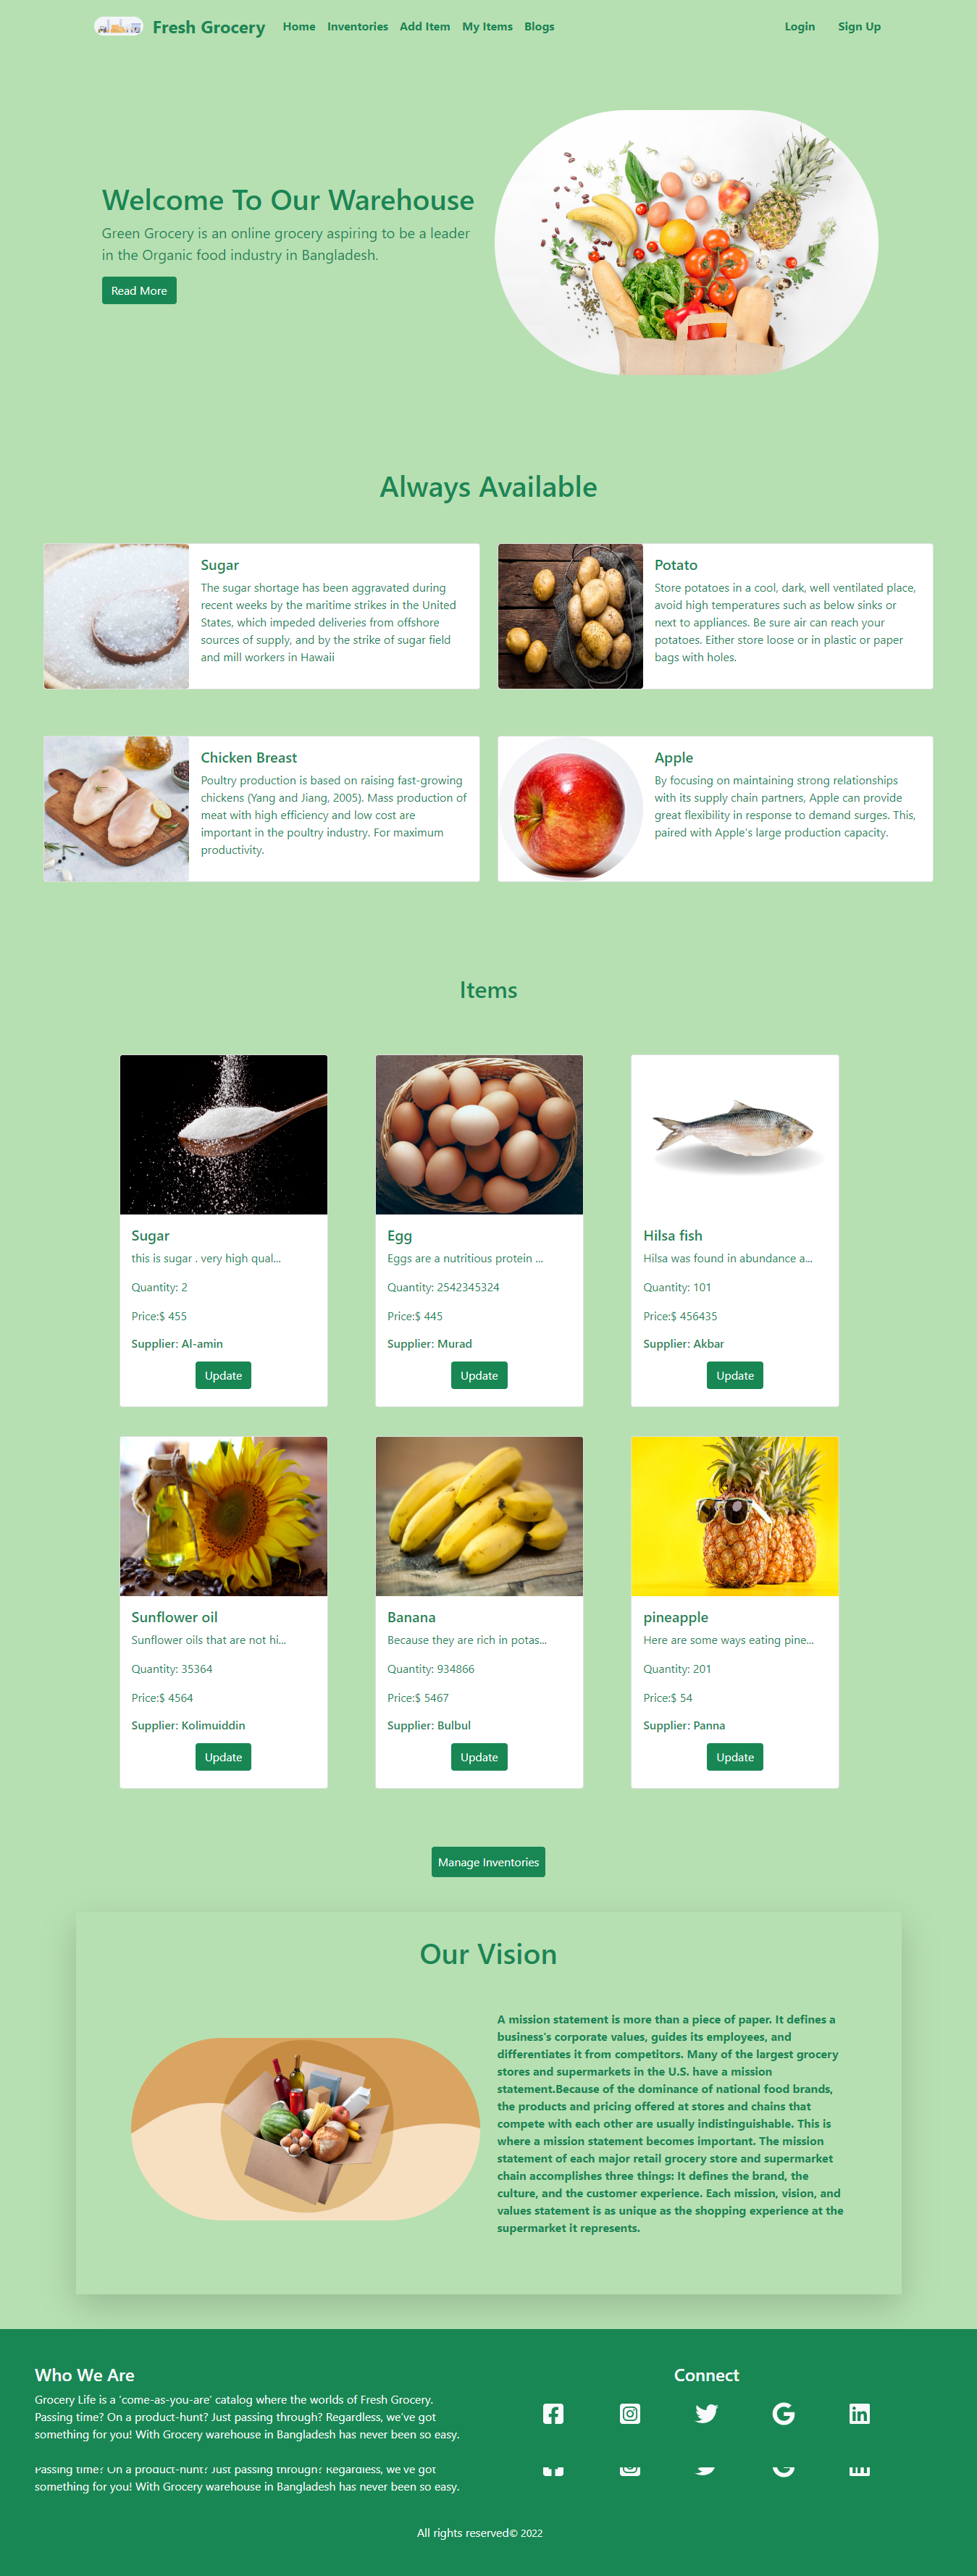 Fresh Grocery
Home
Inventories
Add Item
My Items
Blogs
Login
Sign Up
Welcome To Our Warehouse
Green Grocery is an online grocery aspiring to be a leader
in the Organic food industry in Bangladesh.
Read More
Always Available
Sugar
The sugar shortage has been aggravated during
recent weeks by the maritime strikes in the United
States, which impeded deliveries from offshore
sources of supply, and by the strike of sugar field
and mill workers in Hawaii
Potato
Store potatoes in a cool, dark, well ventilated place,
avoid high temperatures such as below sinks or
next to appliances. Be sure air can reach your
potatoes. Either store loose or in plastic or paper
bags with holes.
Chicken Breast
Poultry production is based on raising fast-growing
chickens (Yang and Jiang, 2005). Mass production of
meat with high efficiency and low cost are
important in the poultry industry. For maximum
productivity.
Apple
By focusing on maintaining strong relationships
with its supply chain partners, Apple can provide
great flexibility in response to demand surges. This,
paired with Apple's large production capacity.
Items
Sugar
this is sugar . very high qual...
Quantity: 2
Price:$ 455
Supplier: Al-amin
Update
Egg
Eggs are a nutritious protein ...
Quantity: 2542345324
Price:$ 445
Supplier: Murad
Update
Hilsa fish
Hilsa was found in abundance a...
Quantity: 101
Price:$ 456435
Supplier: Akbar
Update
Sunflower oil
Sunflower oils that are not hi...
Quantity: 35364
Price:$ 4564
Supplier: Kolimuiddin
Update
Banana
Because they are rich in potas...
Quantity: 934866
Price:$ 5467
Supplier: Bulbul
Update
pineapple
Here are some ways eating pine...
Quantity: 201
Price:$ 54
Supplier: Panna
Update
Manage Inventories
Our Vision
A mission statement is more than a piece of paper. It defines a
business's corporate values, guides its employees, and
differentiates it from competitors. Many of the largest grocery
stores and supermarkets in the U.S. have a mission
statement.Because of the dominance of national food brands,
the products and pricing offered at stores and chains that
compete with each other are usually indistinguishable. This is
where a mission statement becomes important. The mission
statement of each major retail grocery store and supermarket
chain accomplishes three things: It defines the brand, the
culture, and the customer experience. Each mission, vision, and
values statement is as unique as the shopping experience at the
supermarket it represents.
Who We Are
Grocery Life is a 'come-as-you-are' catalog where the worlds of Fresh Grocery.
Passing time? On a product-hunt? Just passing through? Regardless, we've got
something for you! With Grocery warehouse in Bangladesh has never been so easy.
Connect
Passing time? On a product-hunt? Just passing through? Regardless, we've got
something for you! With Grocery warehouse in Bangladesh has never been so easy.
All rights reserved© 2022